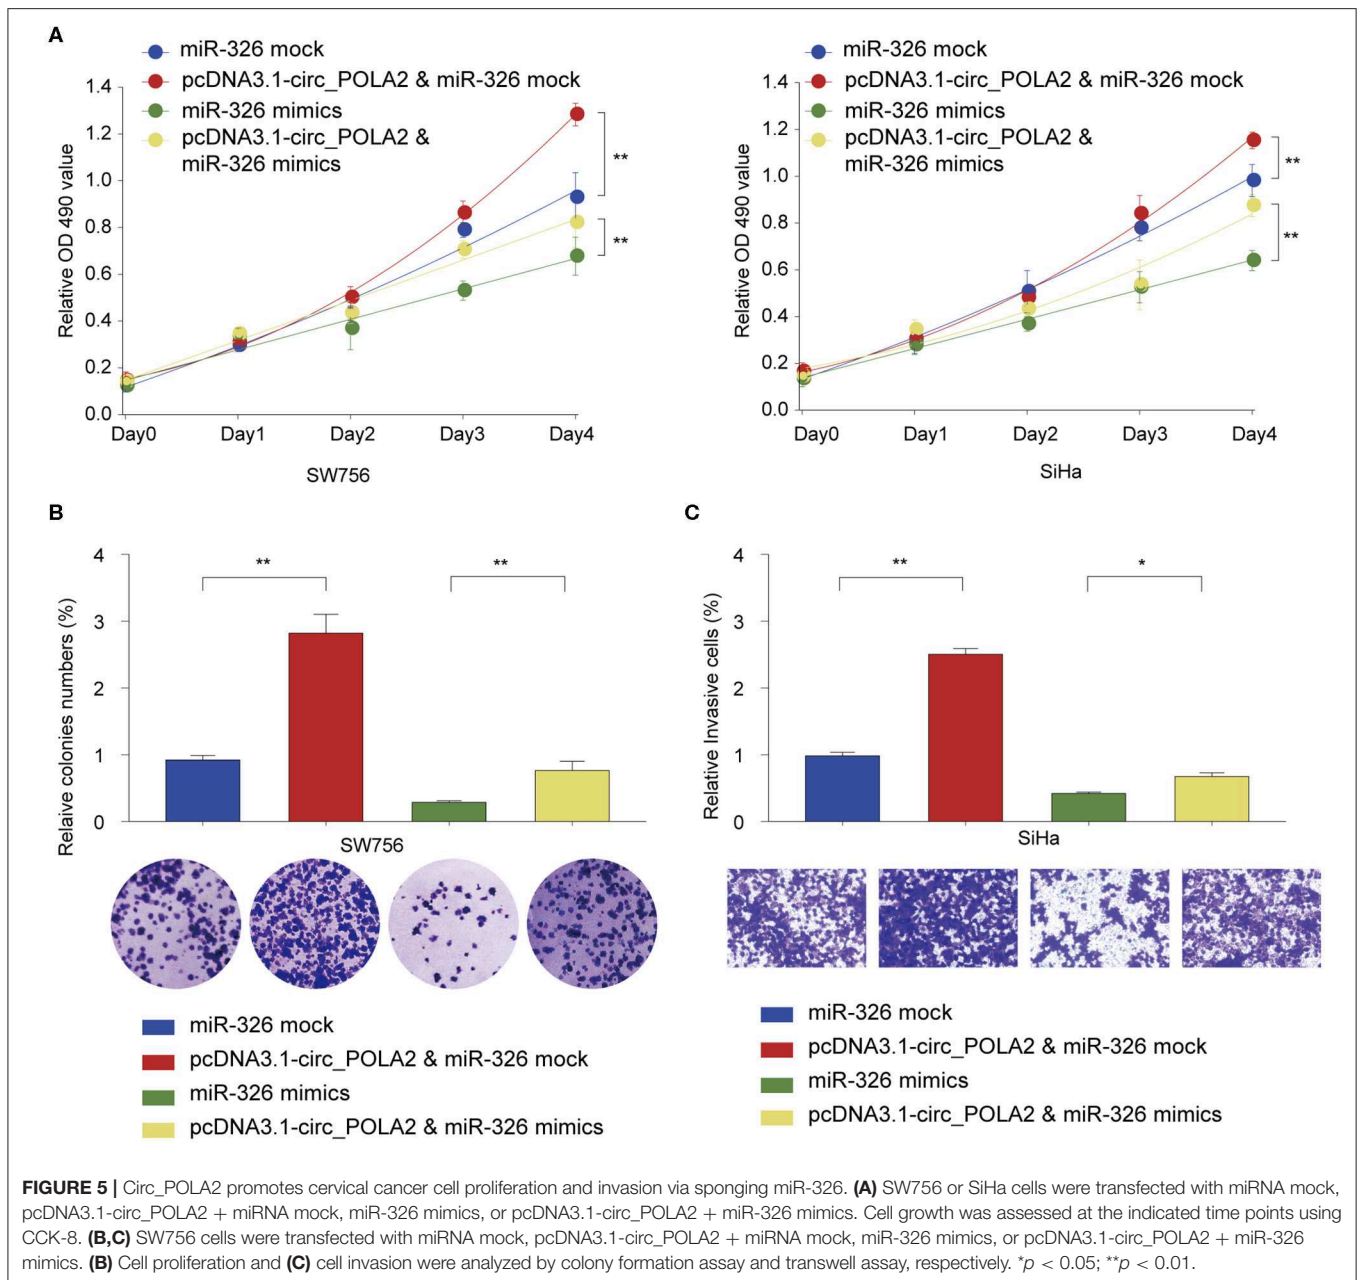 A
miR-326 mock
pcDNA3.1-circ_POLA2 & miR-326 mock
miR-326 mimics
pcDNA3.1-circ_POLA2 &
miR-326 mimics
Relative OD 490 value
1.4
1.2
1.0
0.8
0.6
0.4
0.2
0.0
**
**
Day0 Day1 Day2 Day3 Day4
SW756
miR-326 mock
pcDNA3.1-circ_POLA2 & miR-326 mock
miR-326 mimics
pcDNA3.1-circ_POLA2 &
miR-326 mimics
Relative OD 490 value
1.4
1.2
1.0
0.8
0.6
0.4
0.2
0.0
**
**
Day0 Day1 Day2 Day3 Day4
SiHa
B
Relaive colonies numbers (%)
4
3
2
1
0
** **
SW756
miR-326 mock
pcDNA3.1-circ_POLA2 & miR-326 mock
miR-326 mimics
pcDNA3.1-circ_POLA2 & miR-326 mimics
C
Relative Invasive cells (%)
4
3
2
1
0
** *
SiHa
miR-326 mock
pcDNA3.1-circ_POLA2 & miR-326 mock
miR-326 mimics
pcDNA3.1-circ_POLA2 & miR-326 mimics
FIGURE 5 | Circ_POLA2 promotes cervical cancer cell proliferation and invasion via sponging miR-326. (A) SW756 or SiHa cells were transfected with miRNA mock,
pcDNA3.1-circ_POLA2 + miRNA mock, miR-326 mimics, or pcDNA3.1-circ_POLA2 + miR-326 mimics. Cell growth was assessed at the indicated time points using
CCK-8. (B,C) SW756 cells were transfected with miRNA mock, pcDNA3.1-circ_POLA2 + miRNA mock, miR-326 mimics, or pcDNA3.1-circ_POLA2 + miR-326
mimics. (B) Cell proliferation and (C) cell invasion were analyzed by colony formation assay and transwell assay, respectively. *p < 0.05; **p < 0.01.